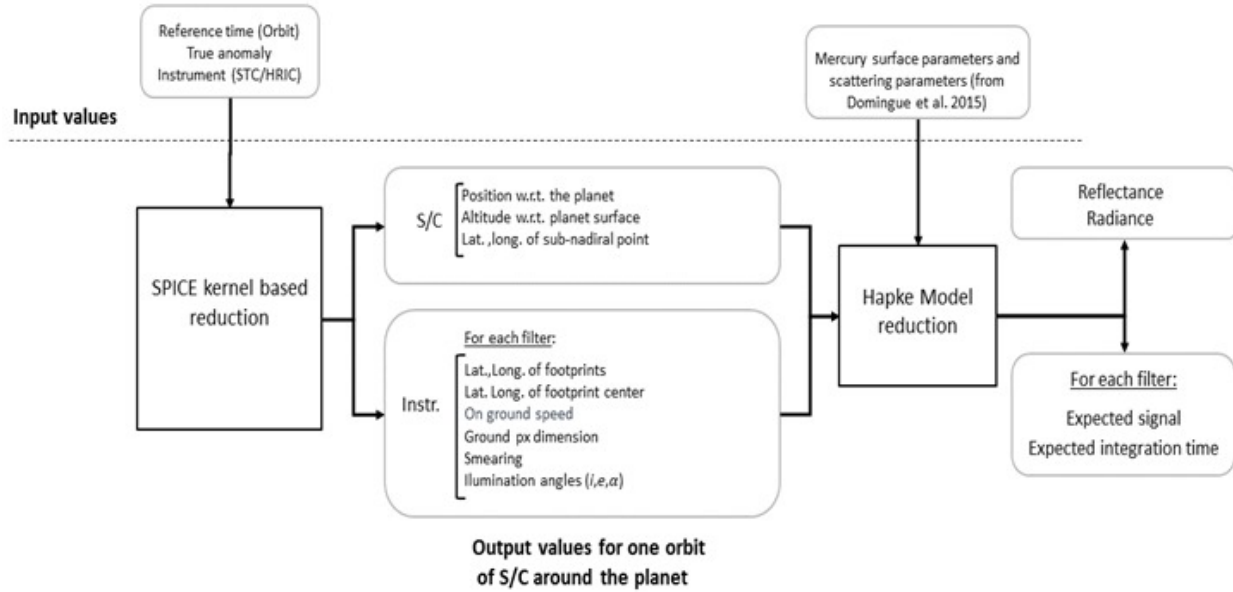 Reference time (Orbit)
True anomaly
Instrument (STC/HRIC)
Mercury surface parameters and
scattering parameters (from
Domingue et al. 2015)
Input values
SPICE kernel based
reduction
S/C
Position w.r.t. the planet
Altitude w.r.t. planet surface
Lat. ,long. of sub-nadiral point
For each filter:
Instr.
Lat.,Long. of footprints
Lat. Long. of footprint center
On ground speed
Ground px dimension
Smearing
Ilumination angles (i,e,α)
Hapke Model
reduction
Reflectance
Radiance
For each filter:
Expected signal
Expected integration time
Output values for one orbit
of S/C around the planet